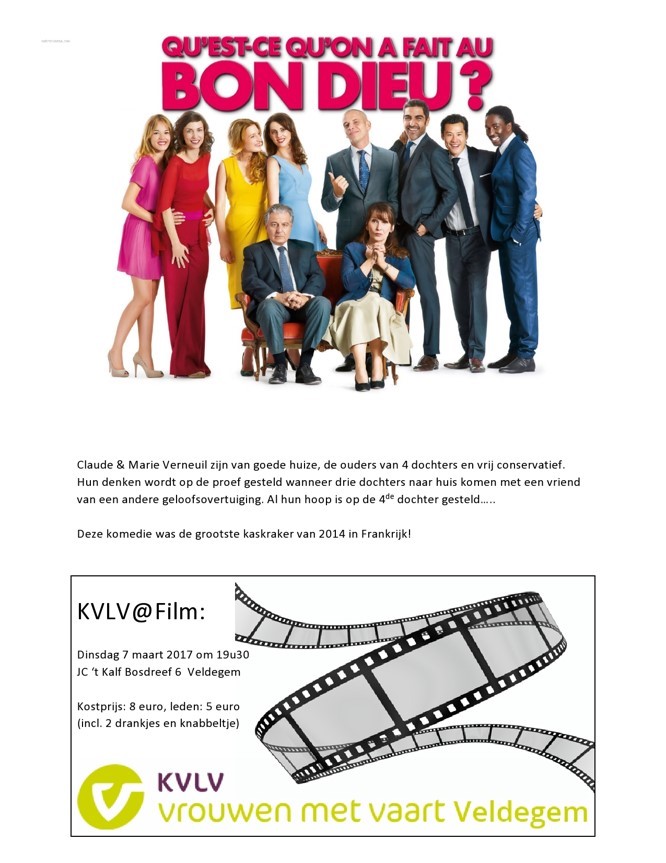 QU'EST-CE QU'ON A FAIT AU
BON DIEU ?
Claude & Marie Verneuil zijn van goede huize, de ouders van 4 dochters en vrij conservatief.
Hun denken wordt op de proef gesteld wanneer drie dochters naar huis komen met een vriend
van een andere geloofsovertuiging. Al hun hoop is op de 4de dochter gesteld.....
Deze komedie was de grootste kaskraker van 2014 in Frankrijk!
KVLV@Film:
Dinsdag 7 maart 2017 om 19u30
JC ‘t Kalf Bosdreef 6  Veldegem
Kostprijs: 8 euro, leden: 5 euro
(incl. 2 drankjes en knabbeltje)
KVLV
vrouwen met vaart Veldegem